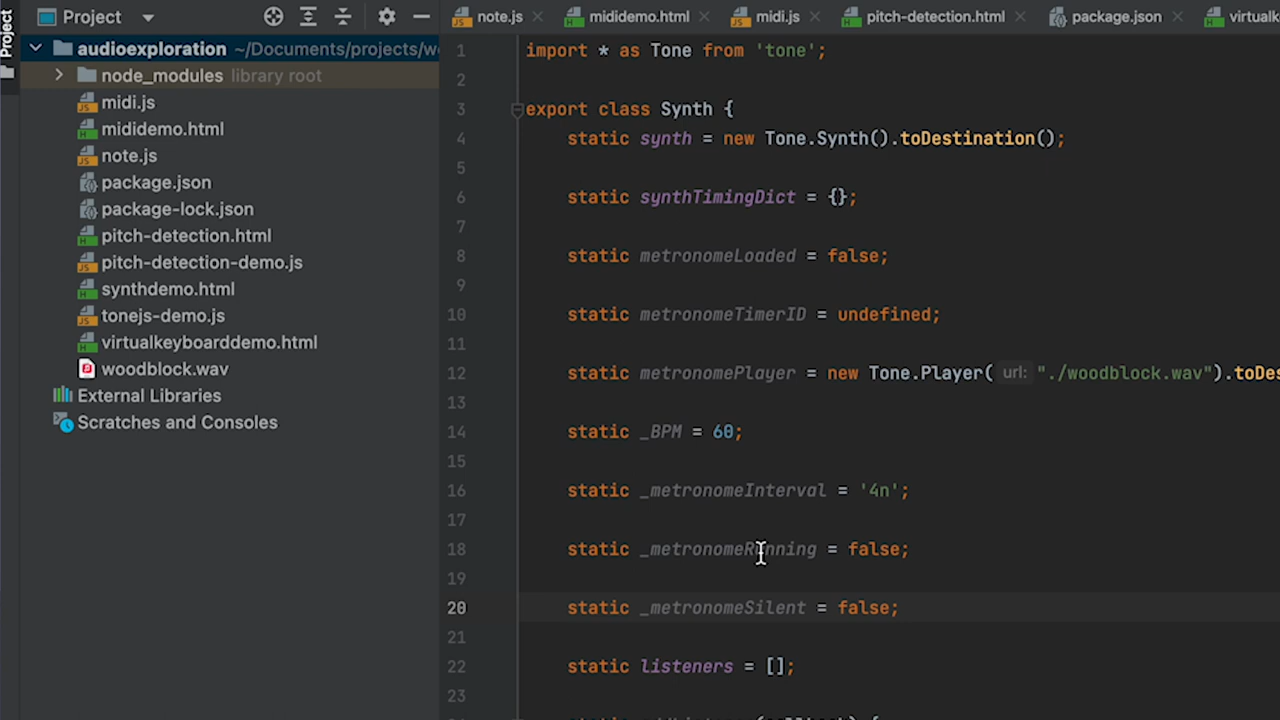 Project
Project
audioexploration ~/Documents/projects/w
node_modules library root
midi.js
mididemo.html
note.js
package.json
package-lock.json
pitch-detection.html
pitch-detection-demo.js
synthdemo.html
tonejs-demo.js
virtualkeyboarddemo.html
woodblock.wav
External Libraries
Scratches and Consoles
note.js mididemo.html midi.js pitch-detection.html package.json virtualk
1 import * as Tone from 'tone';
2
3 export class Synth {
4 static synth = new Tone.Synth().toDestination();
5
6 static synthTimingDict = {};
7
8 static metronomeLoaded = false;
9
10 static metronomeTimerID = undefined;
11
12 static metronomePlayer = new Tone.Player( url: "./woodblock.wav").toDes
13
14 static _BPM = 60;
15
16 static _metronomeInterval = '4n';
17
18 static _metronomeRunning = false;
19
20 static _metronomeSilent = false;
21
22 static listeners = [];
23